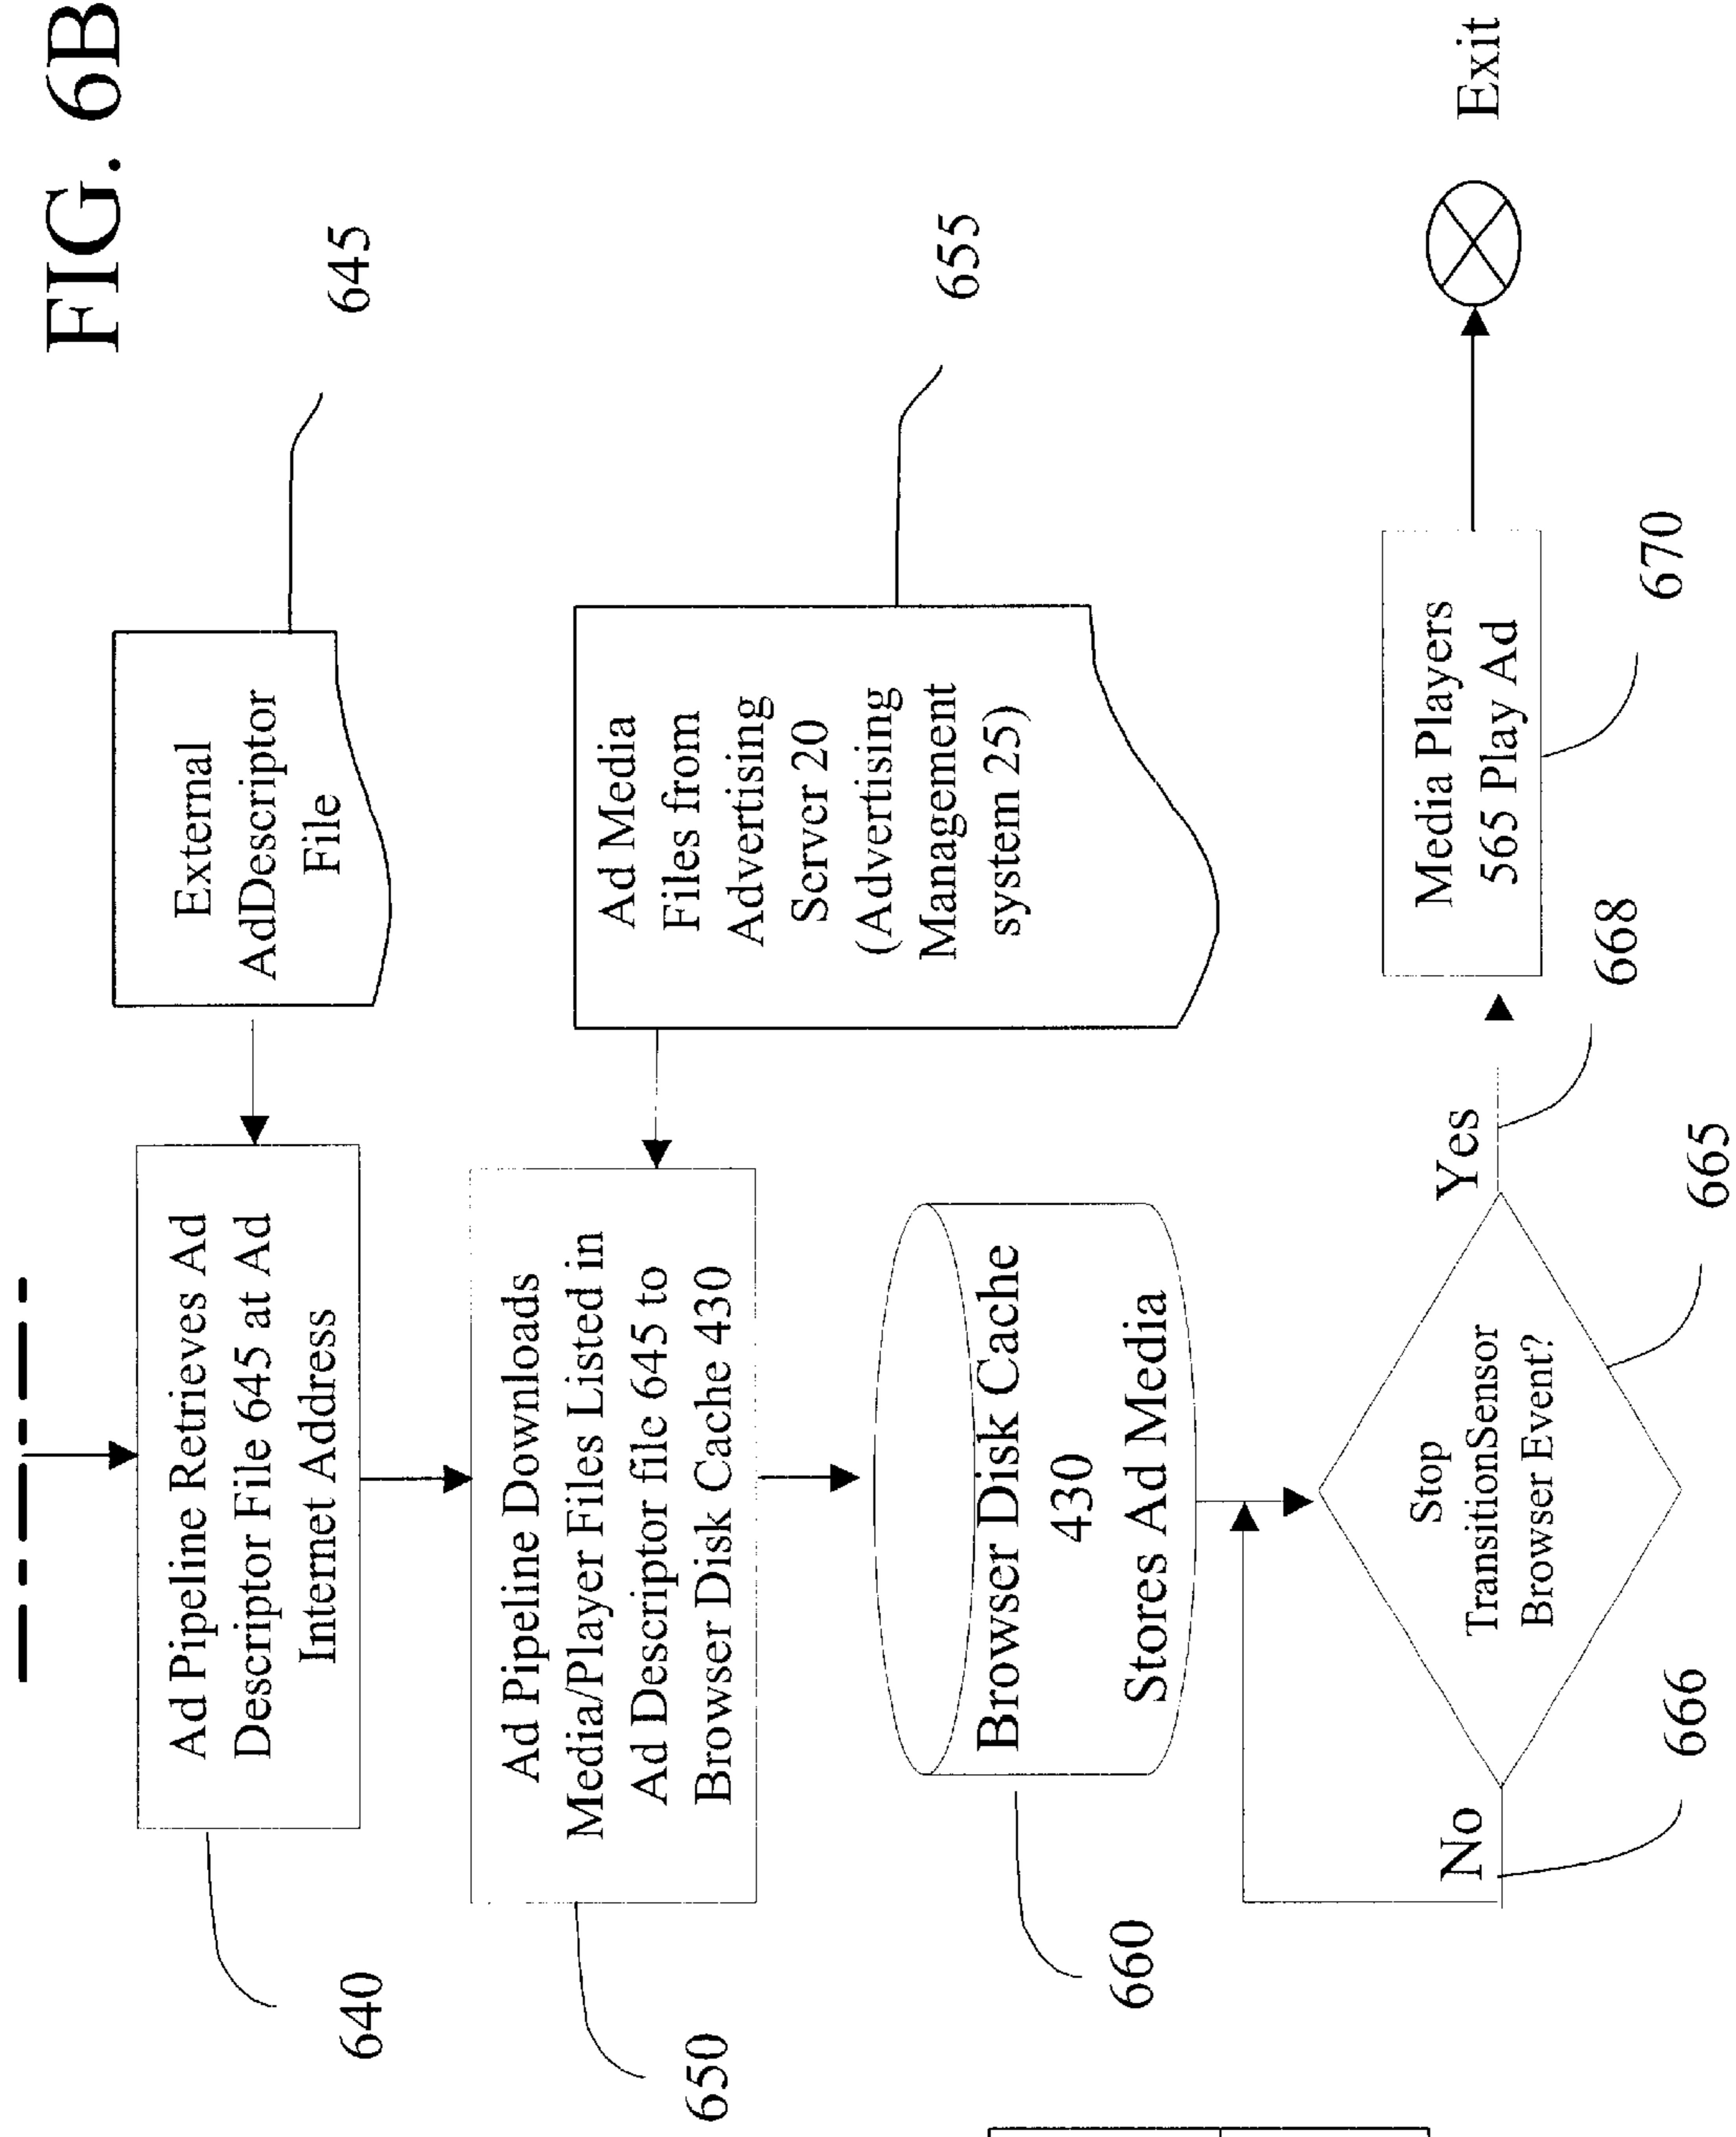 FIG. 6B
Ad Pipeline Retrieves Ad
Descriptor File 645 at Ad
Internet Address
640
External
AdDescriptor
File
645
Ad Pipeline Downloads
Media/Player Files Listed in
Ad Descriptor file 645 to
Browser Disk Cache 430
650
Ad Media
Files from
Advertising
Server 20
(Advertising
Management
system 25)
655
Browser Disk Cache
430
Stores Ad Media
660
Stop
TransitionSensor
Browser Event?
665
No
666
Yes
668
Media Players
565 Play Ad
670
Exit